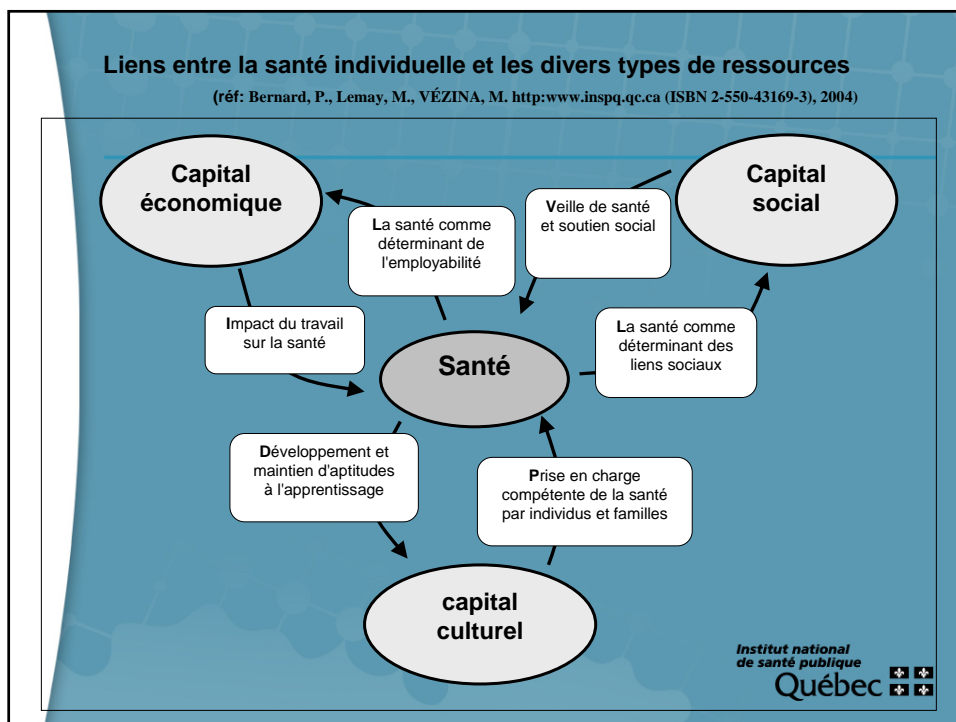 Liens entre la santé individuelle et les divers types de ressources
(réf: Bernard, P., Lemay, M., VÉZINA, M. http:www.inspq.qc.ca (ISBN 2-550-43169-3), 2004)
Capital
économique
Capital
social
La santé comme
déterminant de
l'employabilité
Veille de santé
et soutien social
Impact du travail
sur la santé
Santé
La santé comme
déterminant des
liens sociaux
Développement et
maintien d'aptitudes
à l'apprentissage
Prise en charge
compétente de la santé
par individus et familles
capital
culturel
Institut national
de santé publique
Québec